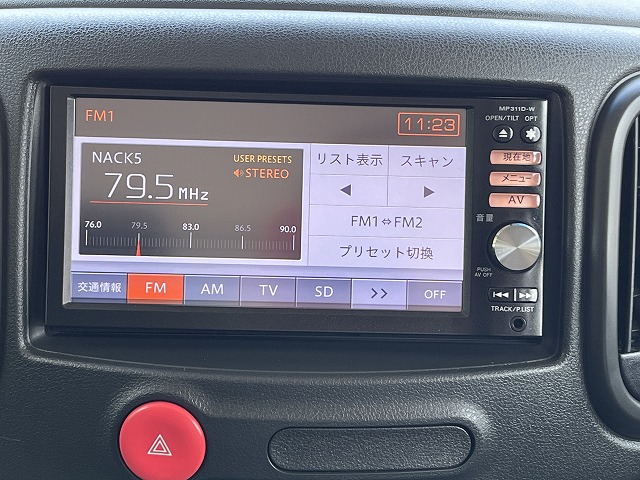 MP311D-W
OPEN/TILT OPT
FM1
11:23
現在地
メニュー
AV
NACK5
USER PRESETS
STEREO
79.5 MHz
76.0 79.5 83.0 86.5 90.0
リスト表示 スキャン
FM1⇔FM2
プリセット切換
音量
PUSH
AV OFF
交通情報 FM AM TV SD >> OFF
TRACK/P.LIST